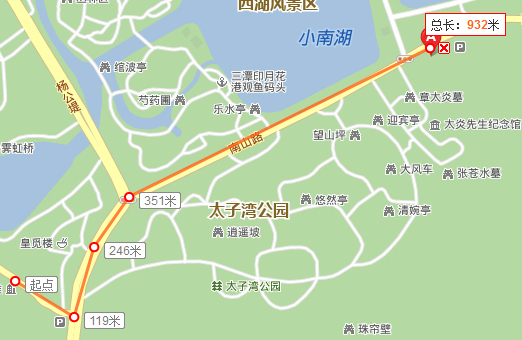 西湖风景区
总长：932米
小南湖
P
绾波亭
杨公堤
三潭印月花
港观鱼码头
芍药圃
乐水亭
章太炎墓
迎宾亭
太炎先生纪念馆
望山坪
南山路
霁虹桥
大风车
张苍水墓
351米
悠然亭
太子湾公园
清婉亭
逍遥坡
皇觅楼
246米
起点
太子湾公园
P
119米
珠帘壁